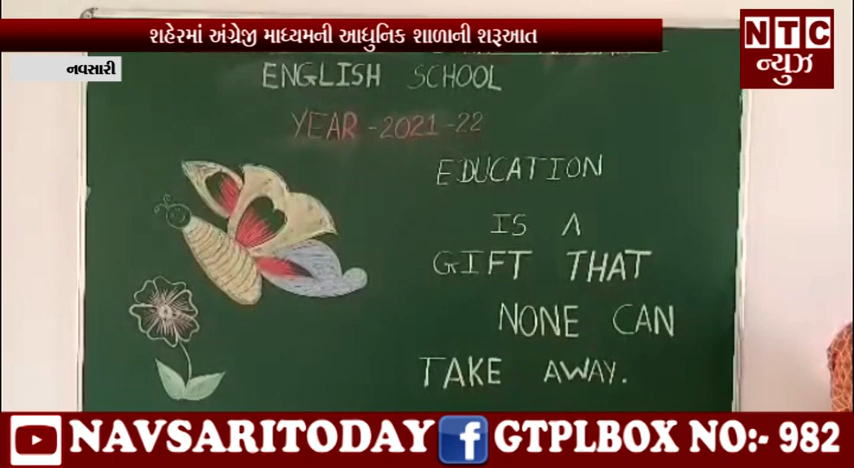 શહેરમાં અંગ્રેજી માધ્યમની આધુનિક શાળાની શરૂઆત
NTC
ન્યુઝ
નવસારી
ENGLISH SCHOOL
YEAR - 2021-22
EDUCATION
IS A
GIFT THAT
NONE CAN
TAKE AWAY.
NAVSARITODAY f GTPLBOX NO:- 982